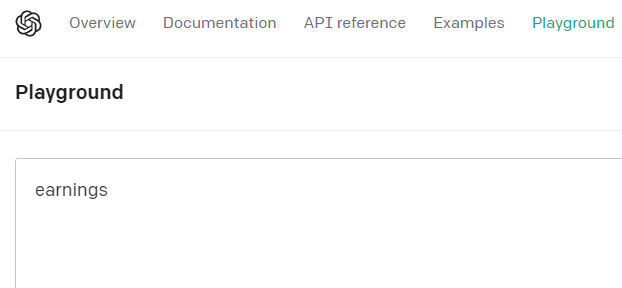 Overview Documentation API reference Examples Playground
Playground
earnings